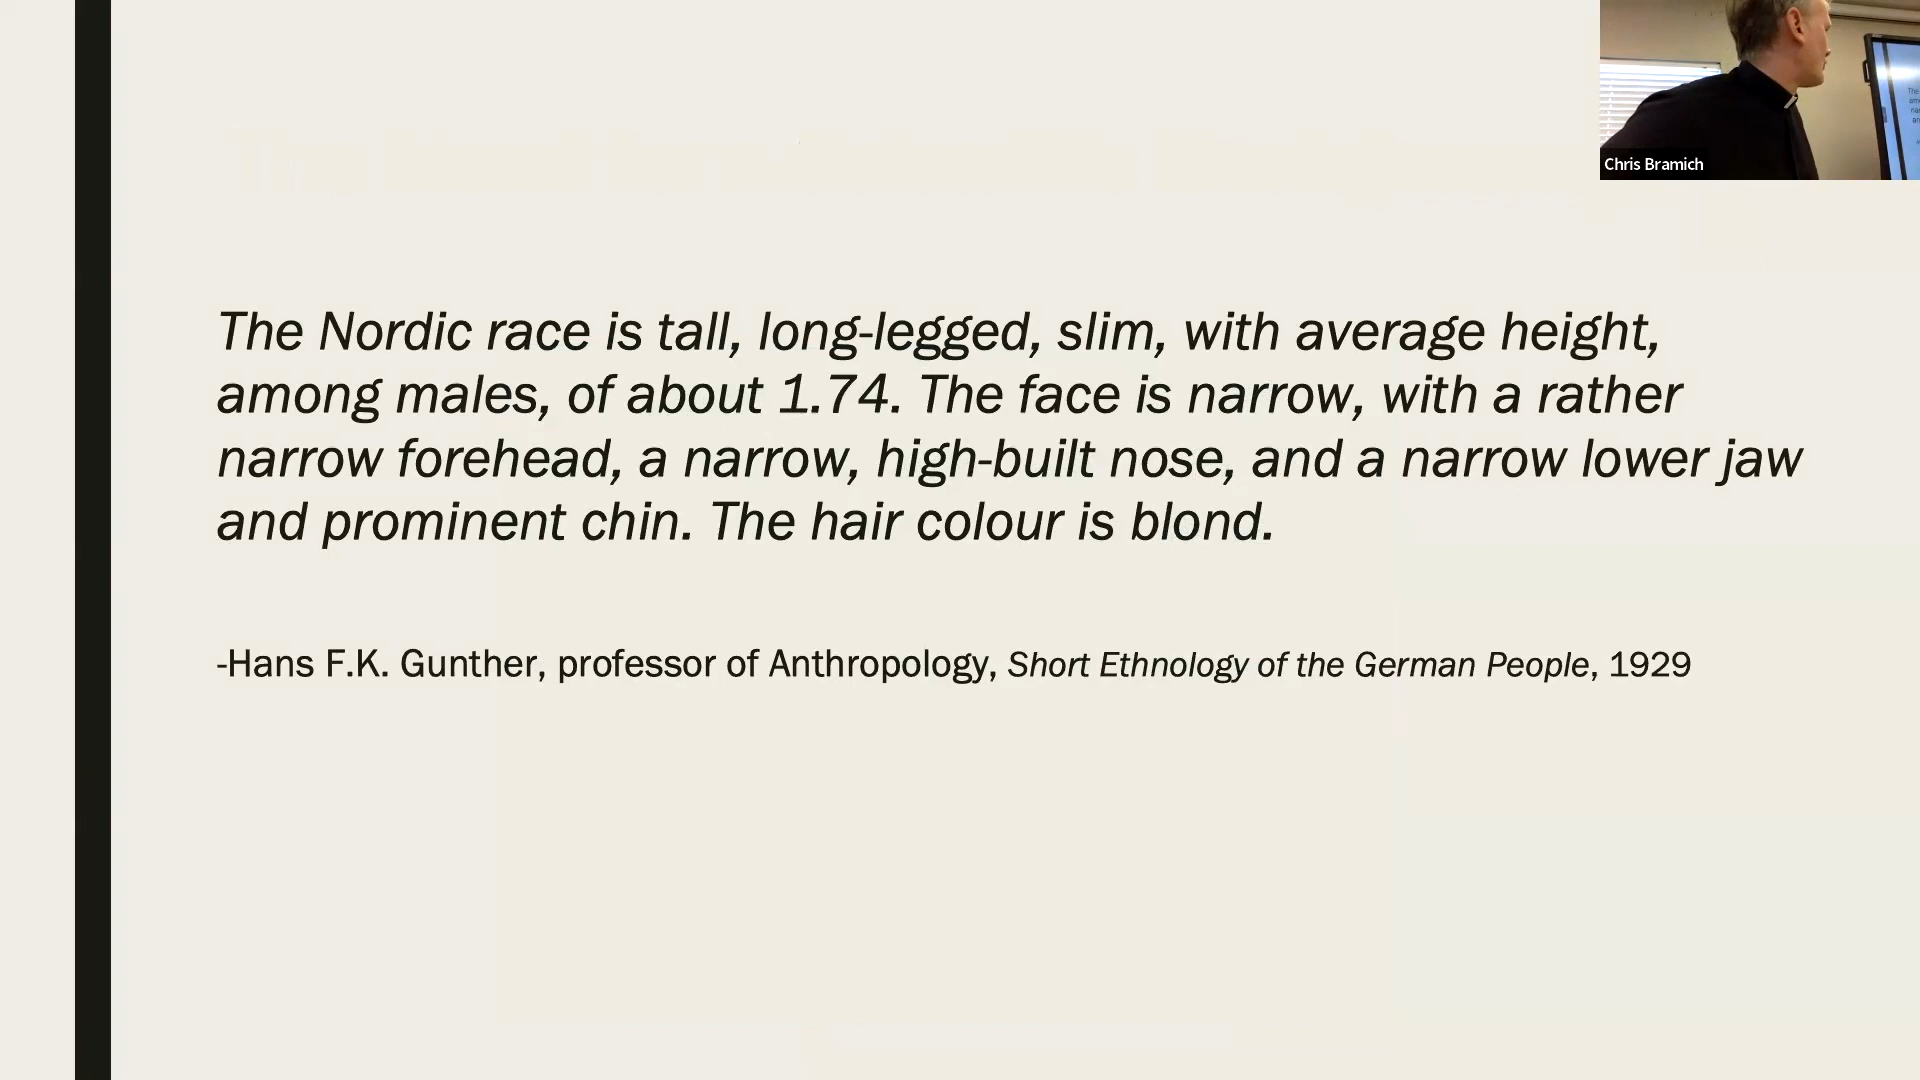 The Nordic race is tall, long-legged, slim, with average height,
among males, of about 1.74. The face is narrow, with a rather
narrow forehead, a narrow, high-built nose, and a narrow lower jaw
and prominent chin. The hair colour is blond.
-Hans F.K. Gunther, professor of Anthropology, Short Ethnology of the German People, 1929
Chris Bramich